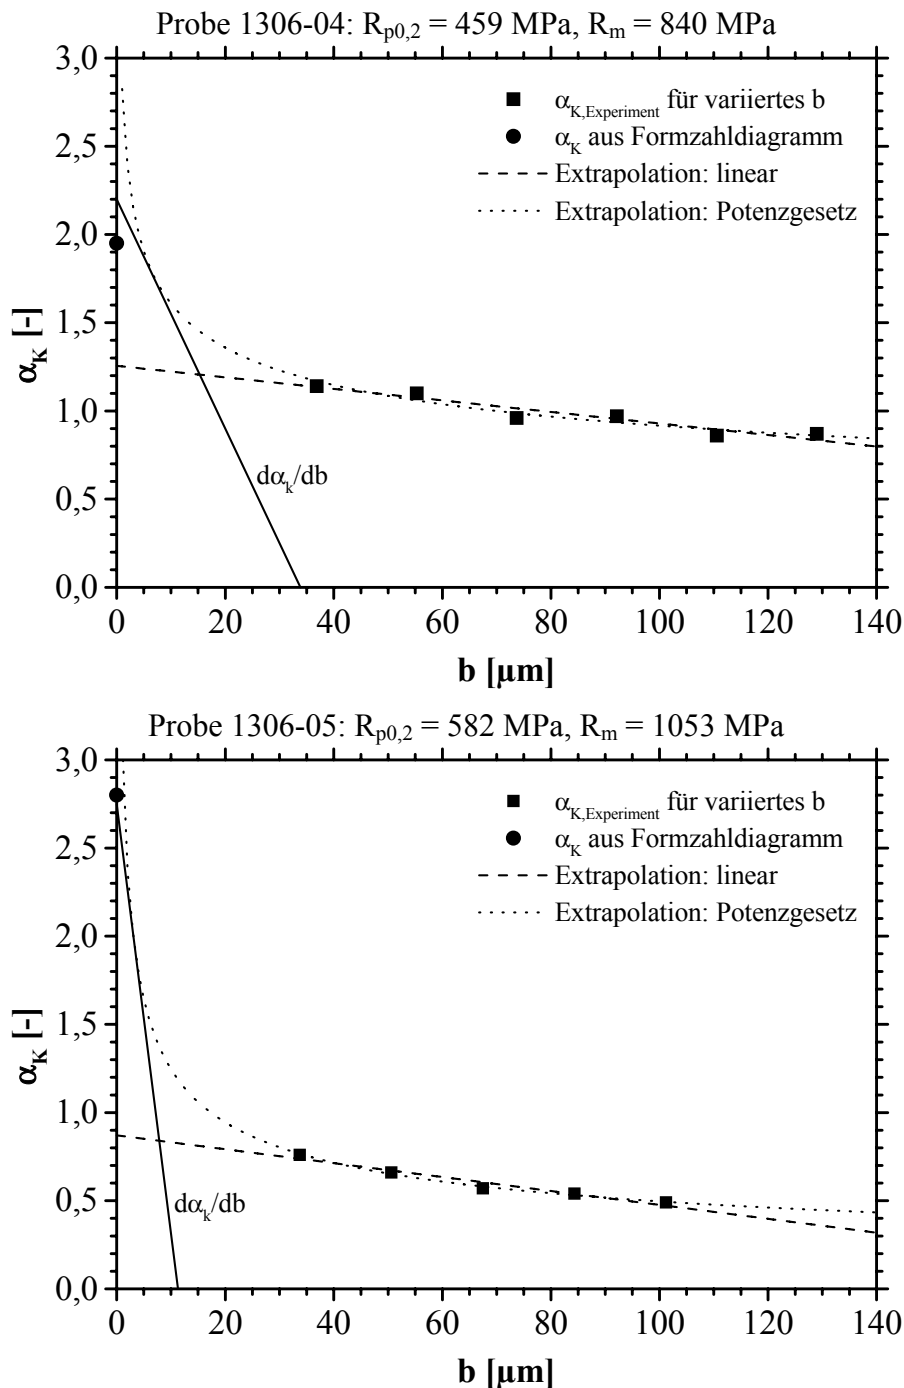 Probe 1306-04: Rp0,2 = 459 MPa, Rm = 840 MPa
3,0
2,5
2,0
1,5
1,0
0,5
0,0
αK [-]
αK,Experiment für variiertes b
αK aus Formzahldiagramm
Extrapolation: linear
Extrapolation: Potenzgesetz
dαk/db
0 20 40 60 80 100 120 140
b [µm]
Probe 1306-05: Rp0,2 = 582 MPa, Rm = 1053 MPa
3,0
2,5
2,0
1,5
1,0
0,5
0,0
αK [-]
αK,Experiment für variiertes b
αK aus Formzahldiagramm
Extrapolation: linear
Extrapolation: Potenzgesetz
dαk/db
0 20 40 60 80 100 120 140
b [µm]